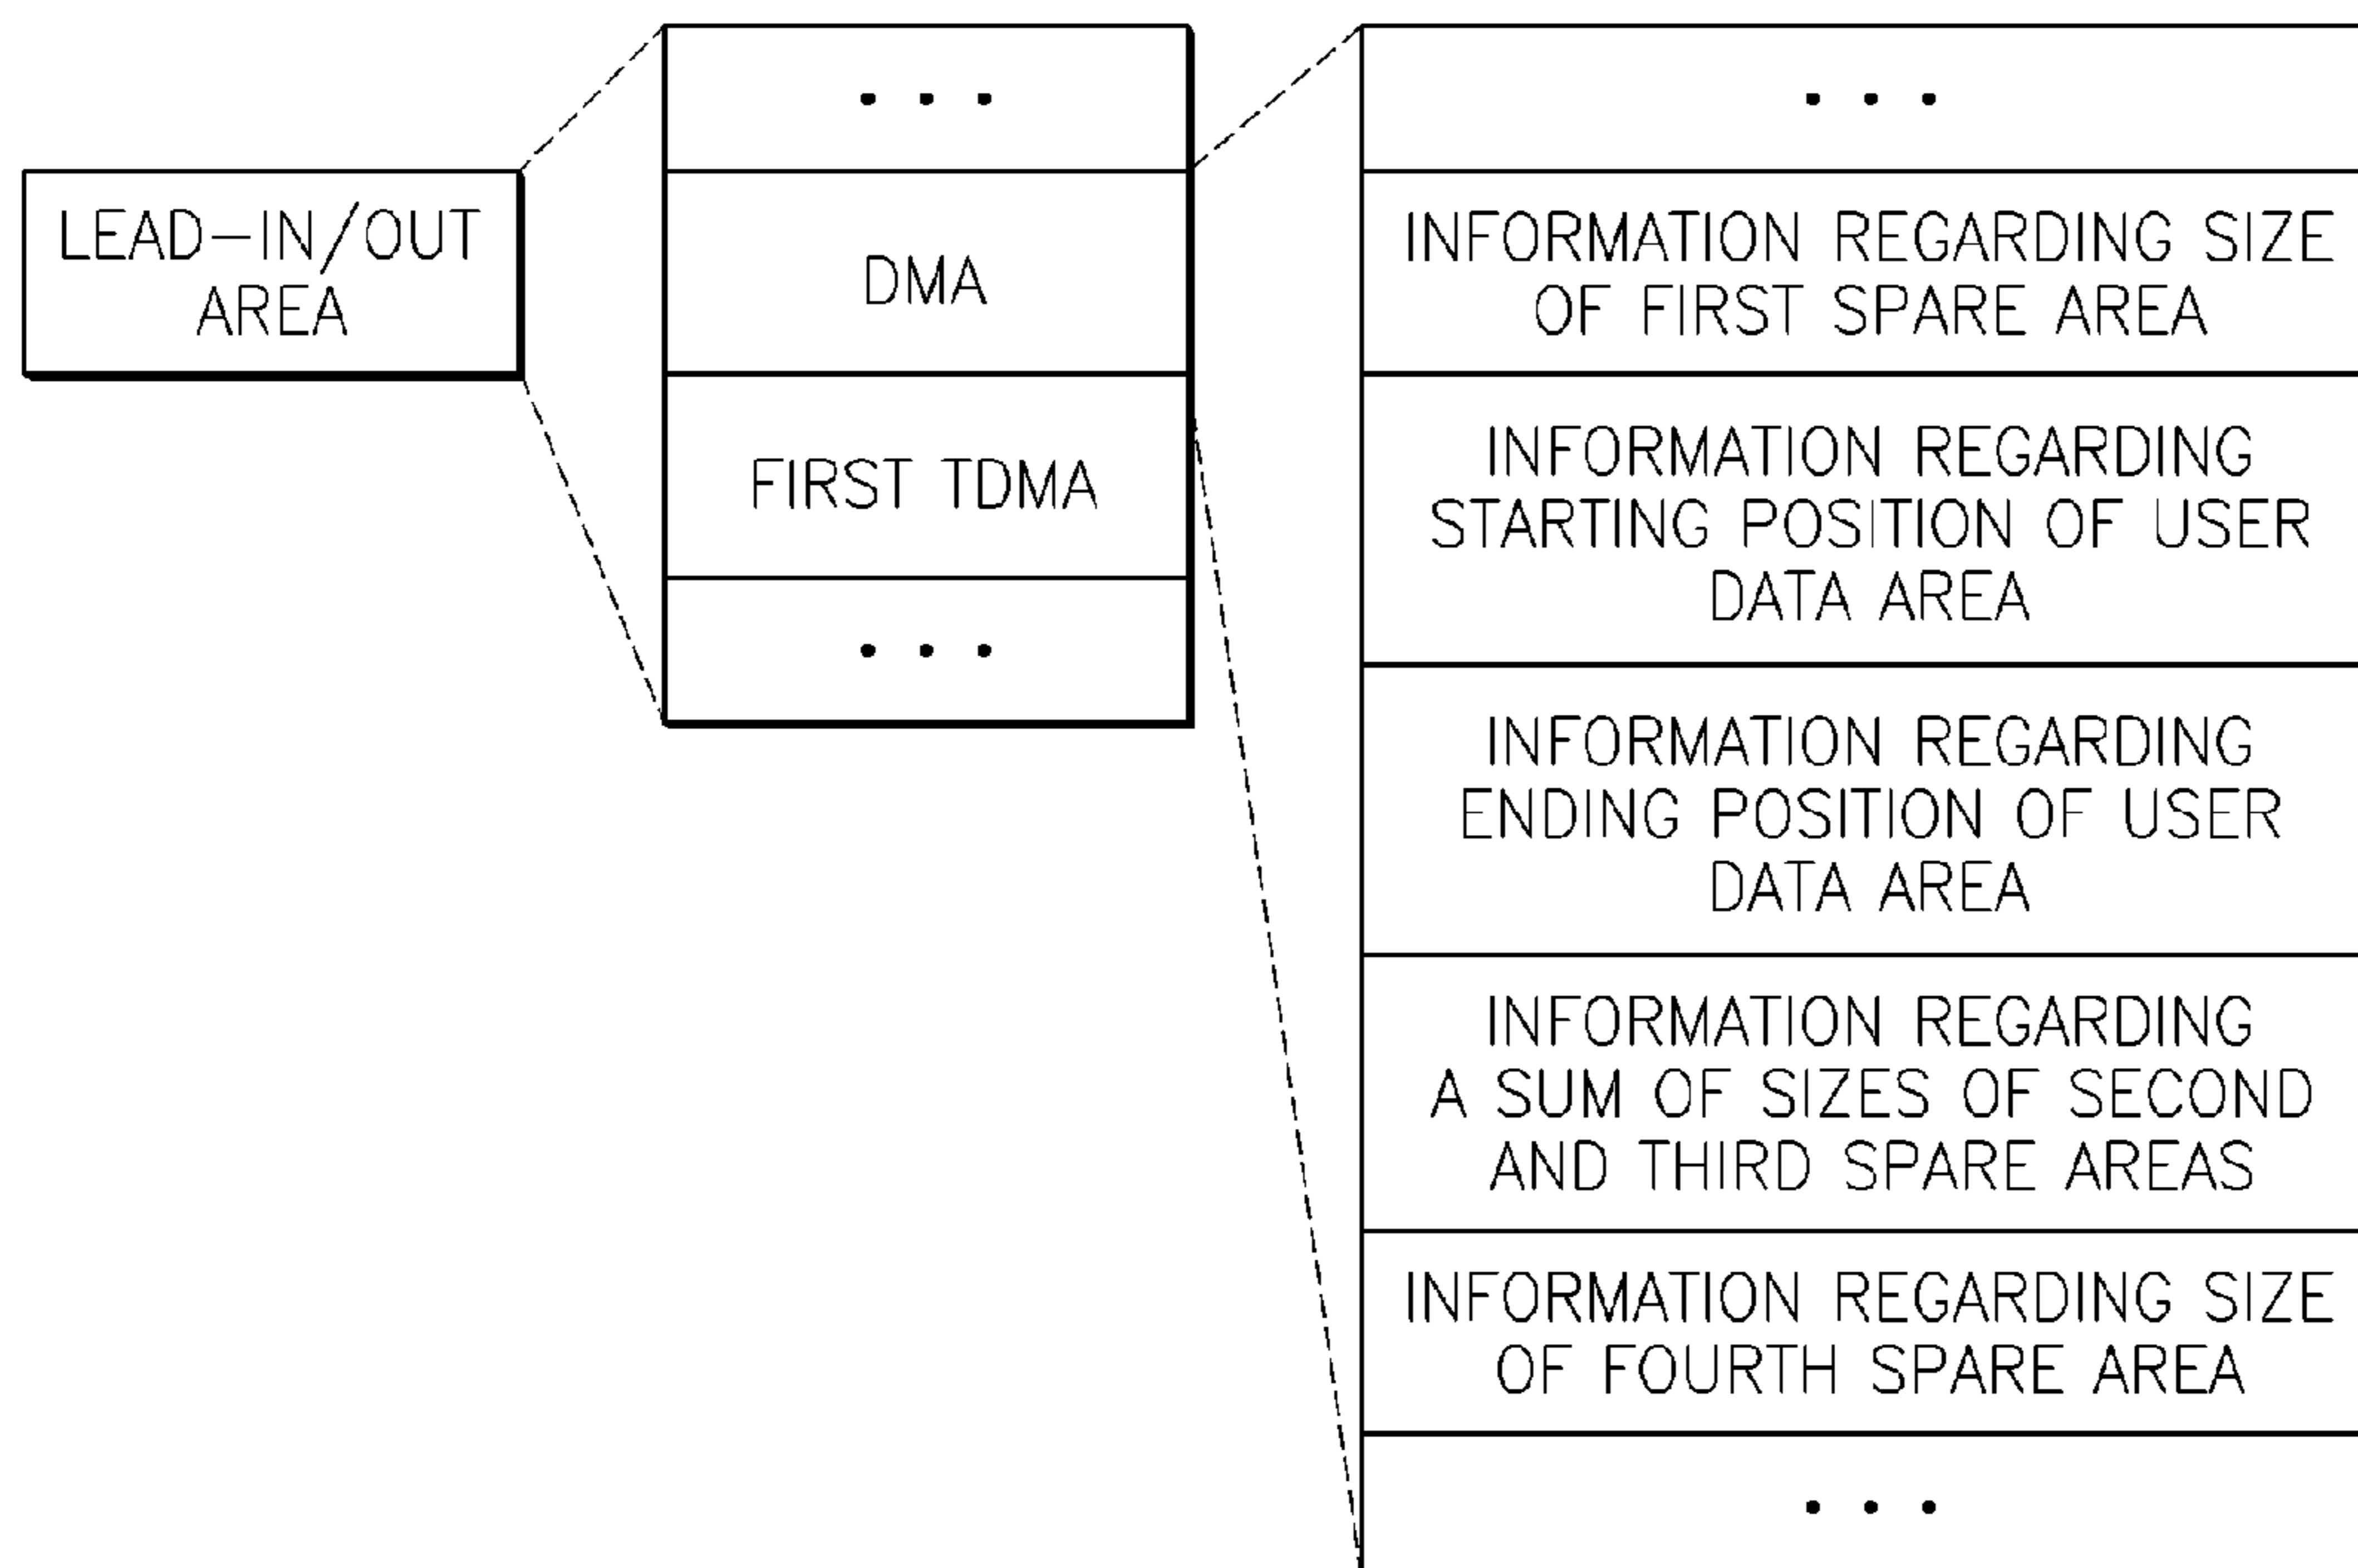 LEAD-IN/OUT
AREA
. . .
DMA
FIRST TDMA
. . .
. . .
INFORMATION REGARDING SIZE
OF FIRST SPARE AREA
INFORMATION REGARDING
STARTING POSITION OF USER
DATA AREA
INFORMATION REGARDING
ENDING POSITION OF USER
DATA AREA
INFORMATION REGARDING
A SUM OF SIZES OF SECOND
AND THIRD SPARE AREAS
INFORMATION REGARDING SIZE
OF FOURTH SPARE AREA
. . .